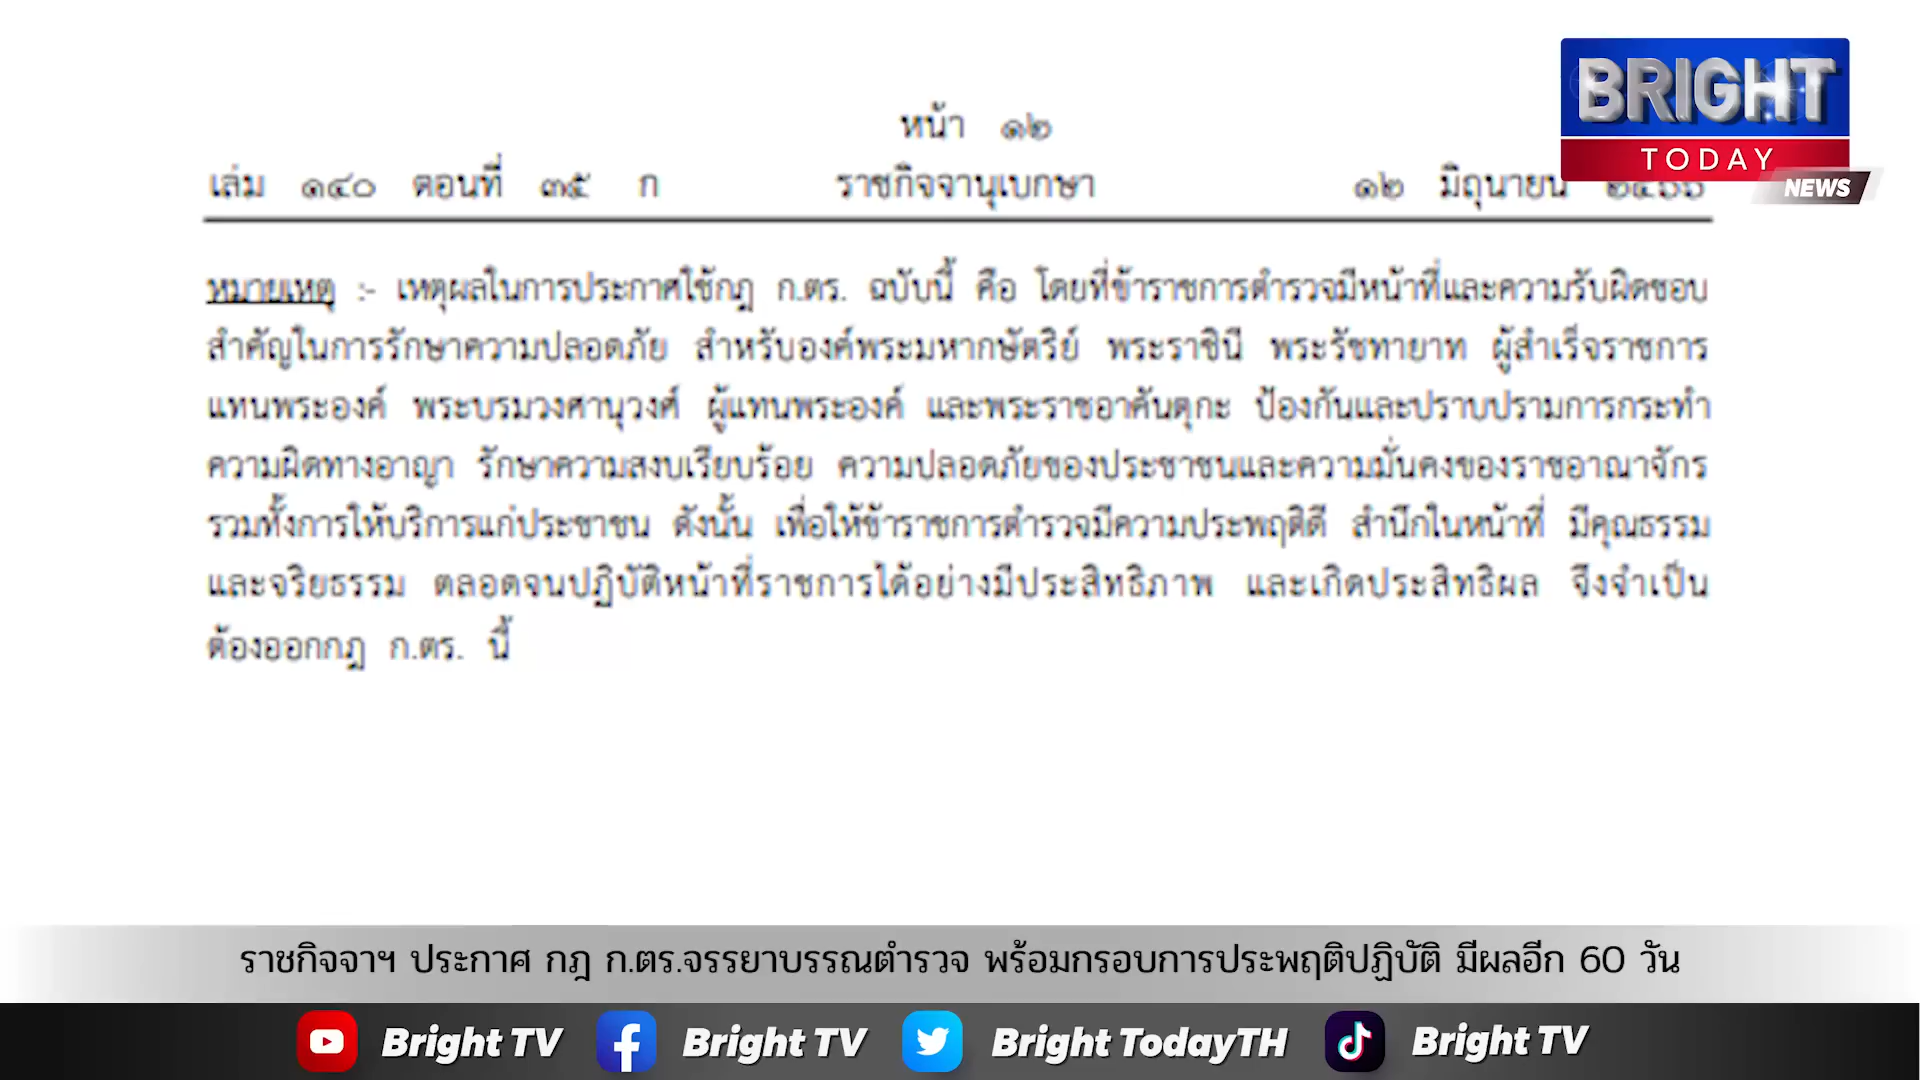 BRIGHT
TODAY
NEWS
หน้า ๑๒
เล่ม ๑๔๐ ตอนที่ ๓๕ ก ราชกิจจานุเบกษา ๑๒ มิถุนายน ๒๕๖๖
หมายเหตุ :- เหตุผลในการประกาศใช้กฎ ก.ตร. ฉบับนี้ คือ โดยที่ข้าราชการตำรวจมีหน้าที่และความรับผิดชอบ
สำคัญในการรักษาความปลอดภัย สำหรับองค์พระมหากษัตริย์ พระราชินี พระรัชทายาท ผู้สำเร็จราชการ
แทนพระองค์ พระบรมวงศานุวงศ์ ผู้แทนพระองค์ และพระราชอาคันตุกะ ป้องกันและปราบปรามการกระทำ
ความผิดทางอาญา รักษาความสงบเรียบร้อย ความปลอดภัยของประชาชนและความมั่นคงของราชอาณาจักร
รวมทั้งการให้บริการแก่ประชาชน ดังนั้น เพื่อให้ข้าราชการตำรวจมีความประพฤติดี สำนึกในหน้าที่ มีคุณธรรม
และจริยธรรม ตลอดจนปฏิบัติหน้าที่ราชการได้อย่างมีประสิทธิภาพ และเกิดประสิทธิผล จึงจำเป็น
ต้องออกกฎ ก.ตร. นี้
ราชกิจจาฯ ประกาศ กฎ ก.ตร.จรรยาบรรณตำรวจ พร้อมกรอบการประพฤติปฏิบัติ มีผลอีก 60 วัน
Bright TV Bright TV Bright TodayTH Bright TV